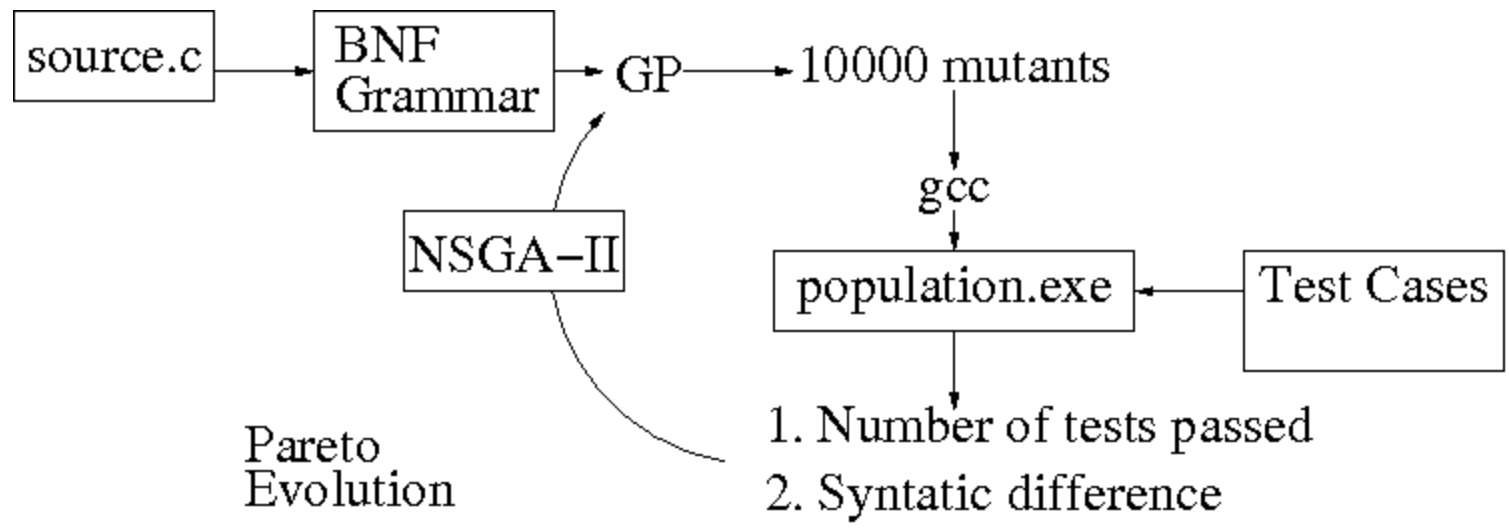 source.c
BNF
Grammar
GP
10000 mutants
gcc
NSGA-II
population.exe
Test Cases
1. Number of tests passed
2. Syntatic difference
Pareto
Evolution